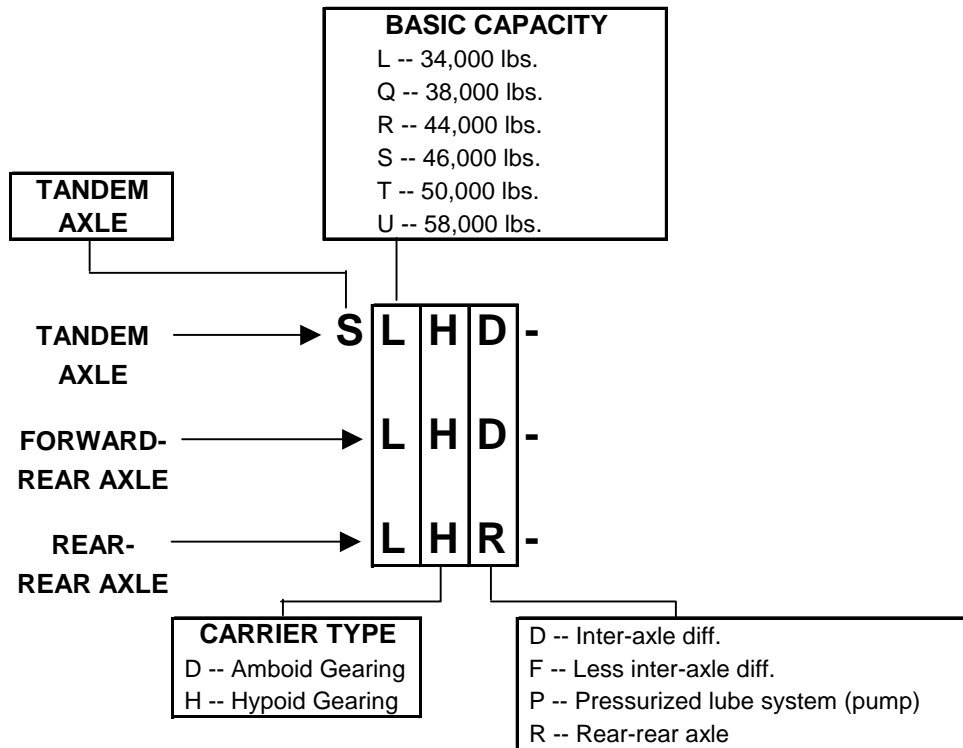 BASIC CAPACITY
L -- 34,000 lbs.
Q -- 38,000 lbs.
R -- 44,000 lbs.
S -- 46,000 lbs.
T -- 50,000 lbs.
U -- 58,000 lbs.
TANDEM
AXLE
TANDEM
AXLE
S L H D -
FORWARD-
REAR AXLE
L H D -
REAR-
REAR AXLE
L H R -
CARRIER TYPE
D -- Amboid Gearing
H -- Hypoid Gearing
D -- Inter-axle diff.
F -- Less inter-axle diff.
P -- Pressurized lube system (pump)
R -- Rear-rear axle